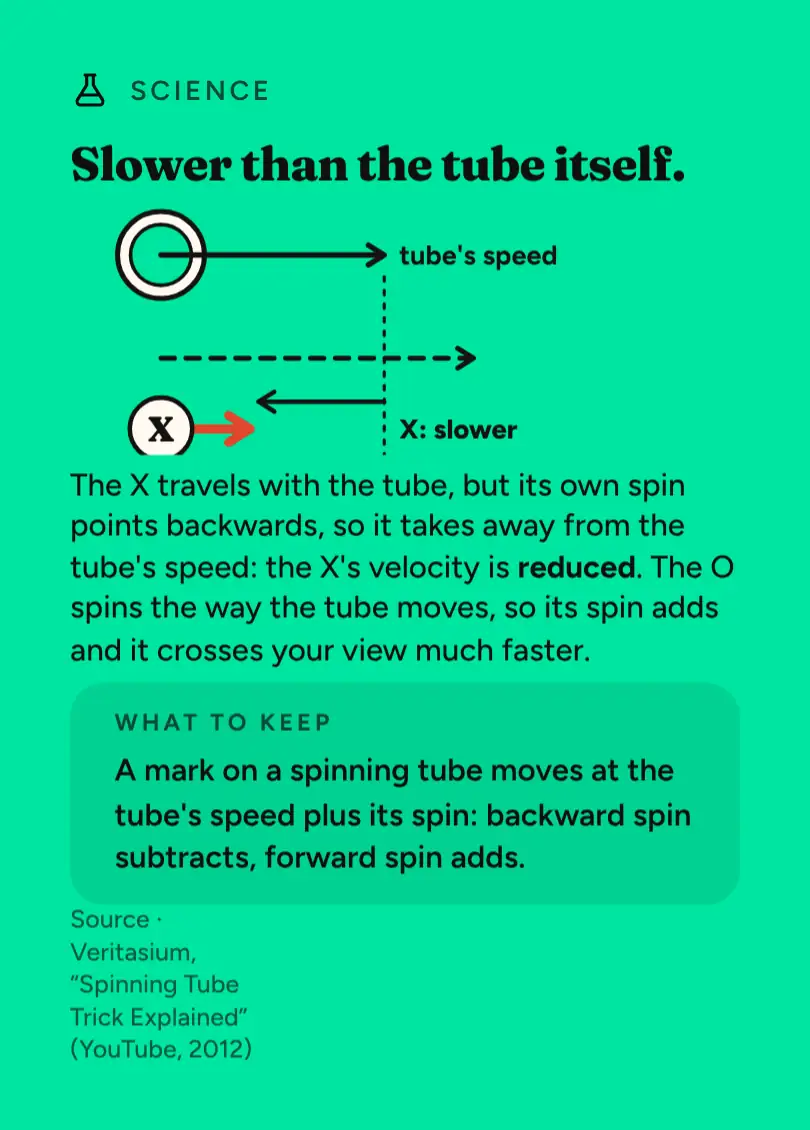 SCIENCE
Slower than the tube itself.
tube's speed
X
X: slower
The X travels with the tube, but its own spin
points backwards, so it takes away from the
tube's speed: the X's velocity is reduced. The O
spins the way the tube moves, so its spin adds
and it crosses your view much faster.
WHAT TO KEEP
A mark on a spinning tube moves at the
tube's speed plus its spin: backward spin
subtracts, forward spin adds.
Source ·
Veritasium,
“Spinning Tube
Trick Explained”
(YouTube, 2012)